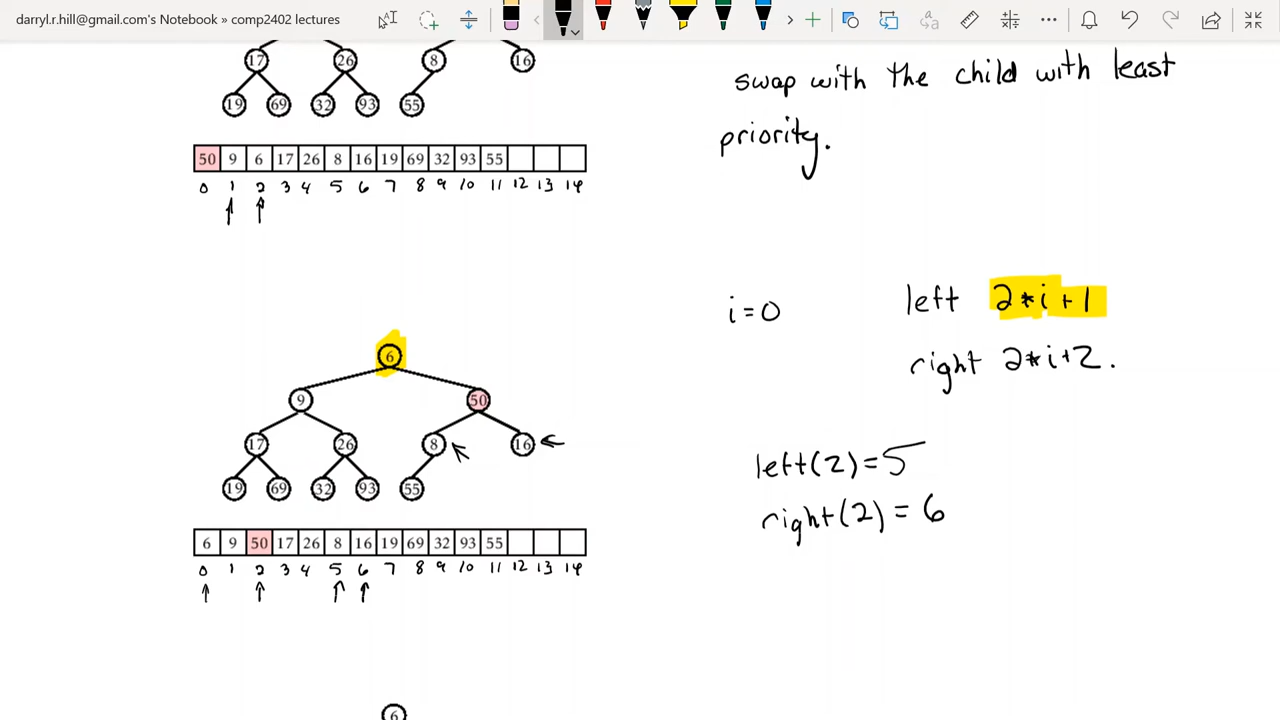 darryl.r.hill@gmail.com's Notebook » comp2402 lectures
17 26 8 16
19 69 32 93 55
50 9 6 17 26 8 16 19 69 32 93 55
0 1 2 3 4 5 6 7 8 9 10 11 12 13 14
swap with the child with least
priority.
i=0
left 2*i+1
right 2*i+2.
6
9 50
17 26 8 16
19 69 32 93 55
6 9 50 17 26 8 16 19 69 32 93 55
0 1 2 3 4 5 6 7 8 9 10 11 12 13 14
left(2)=5
right(2)=6
6